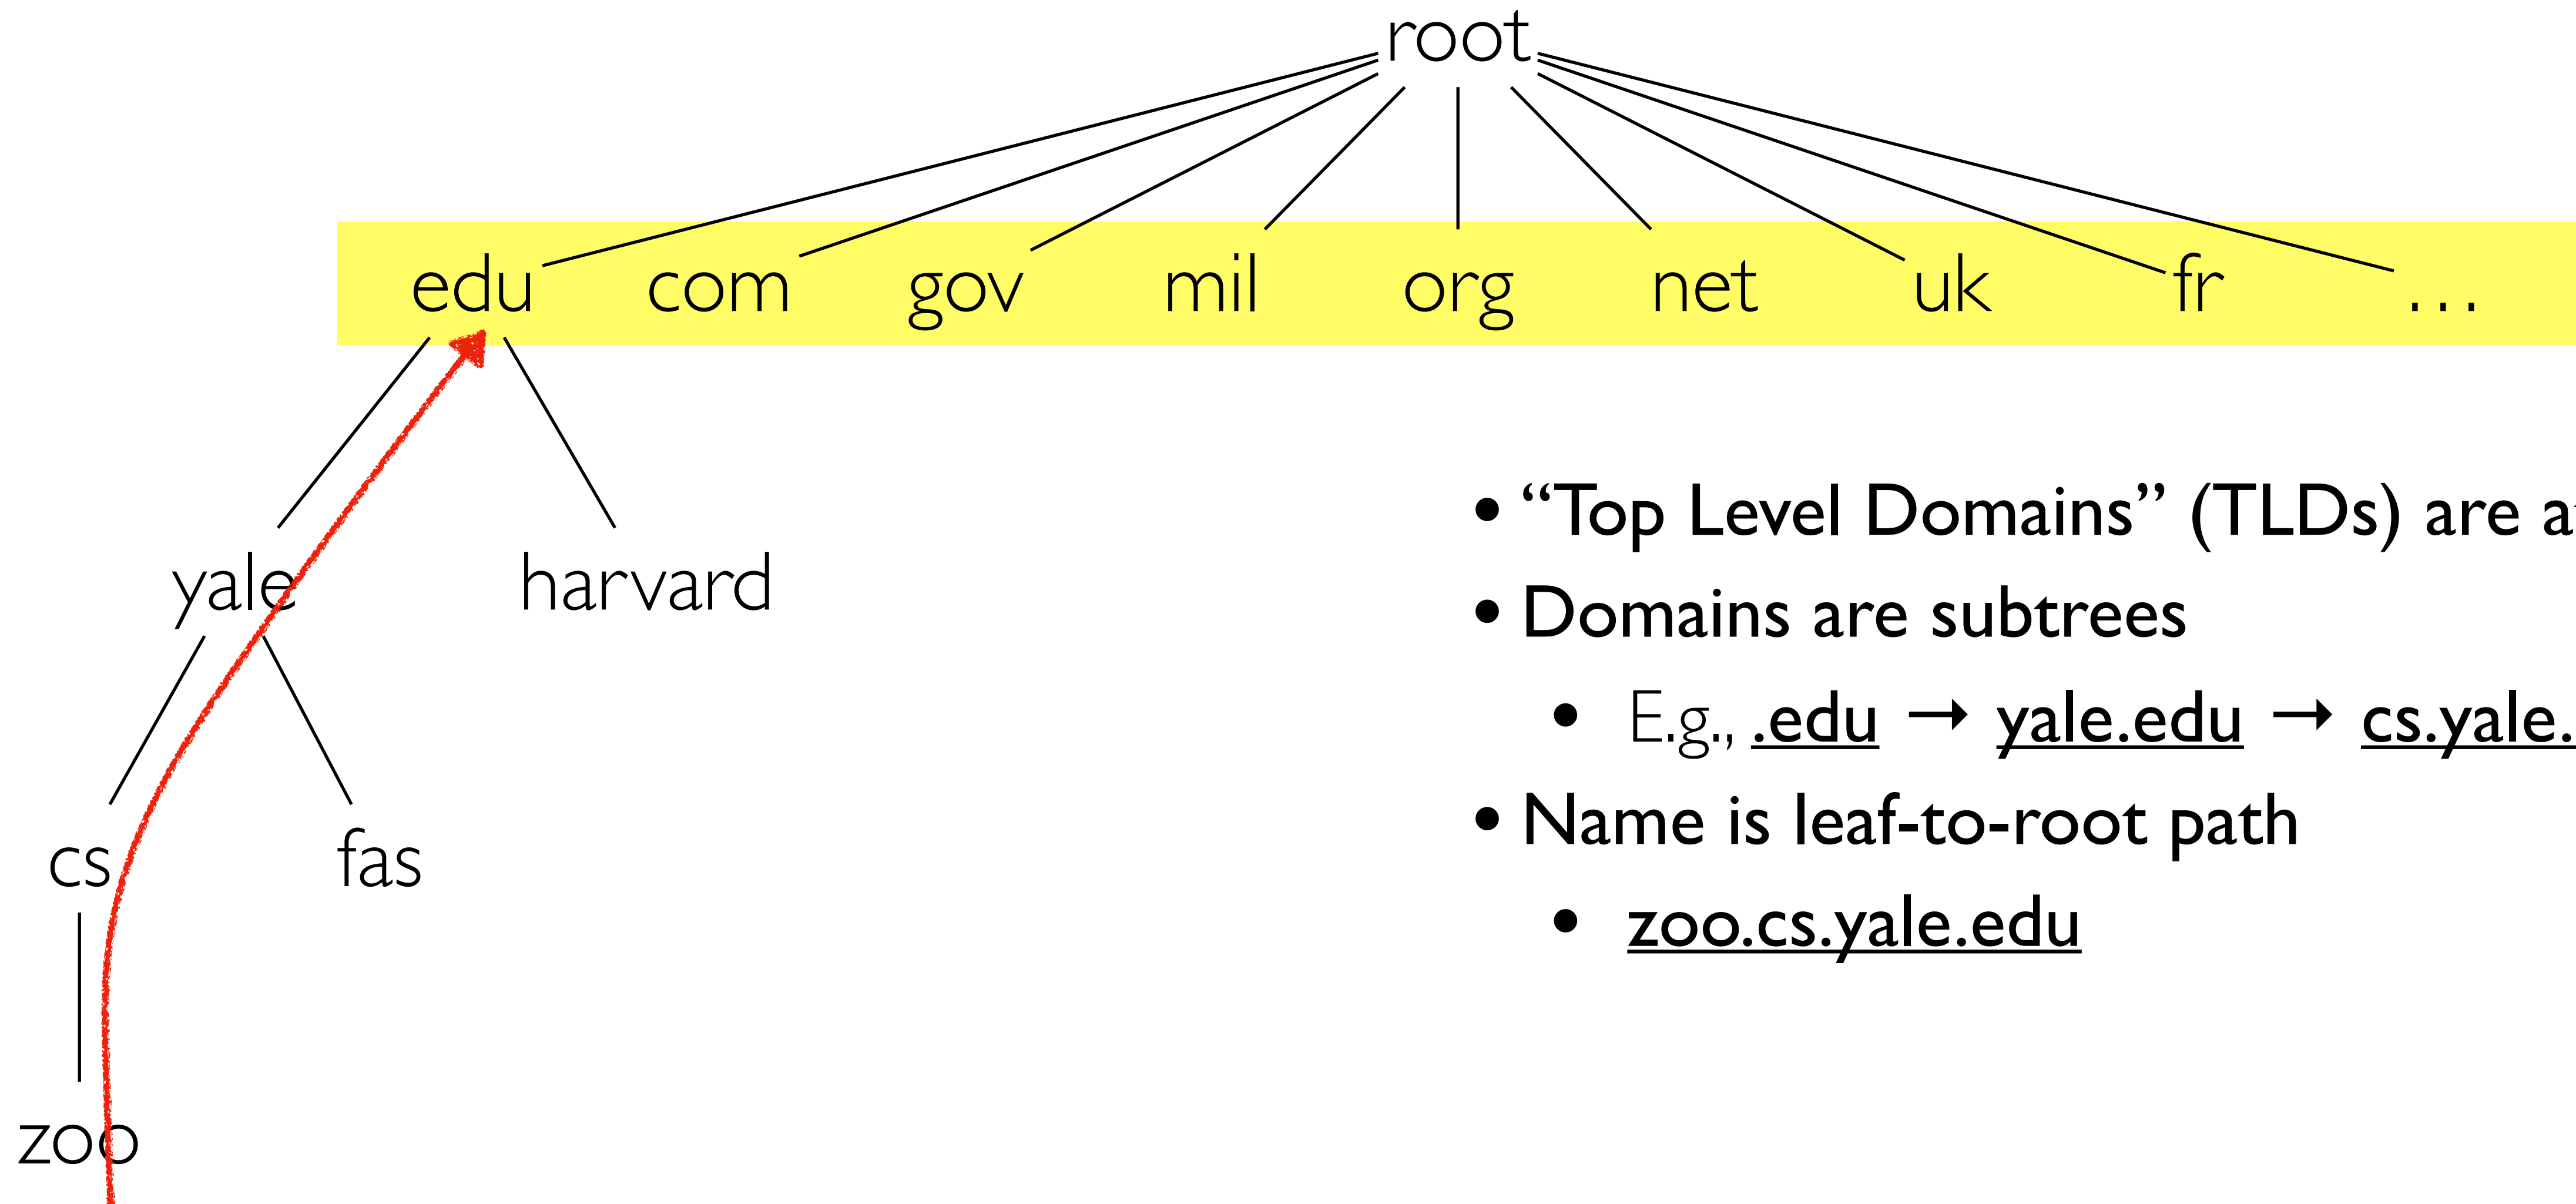 root
edu com gov mil org net uk fr …
yale harvard
cs fas
zoo
• “Top Level Domains” (TLDs) are
• Domains are subtrees
• E.g., .edu → yale.edu → cs.yale.
• Name is leaf-to-root path
• zoo.cs.yale.edu